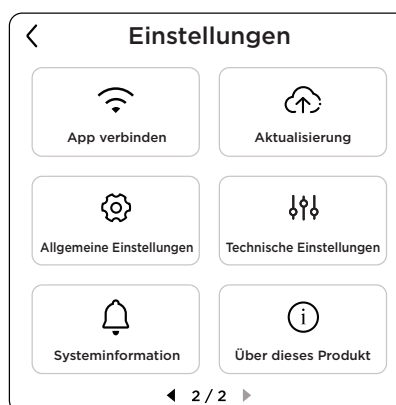 Einstellungen
App verbinden
Aktualisierung
Allgemeine Einstellungen
Technische Einstellungen
Systeminformation
Über dieses Produkt
2 / 2